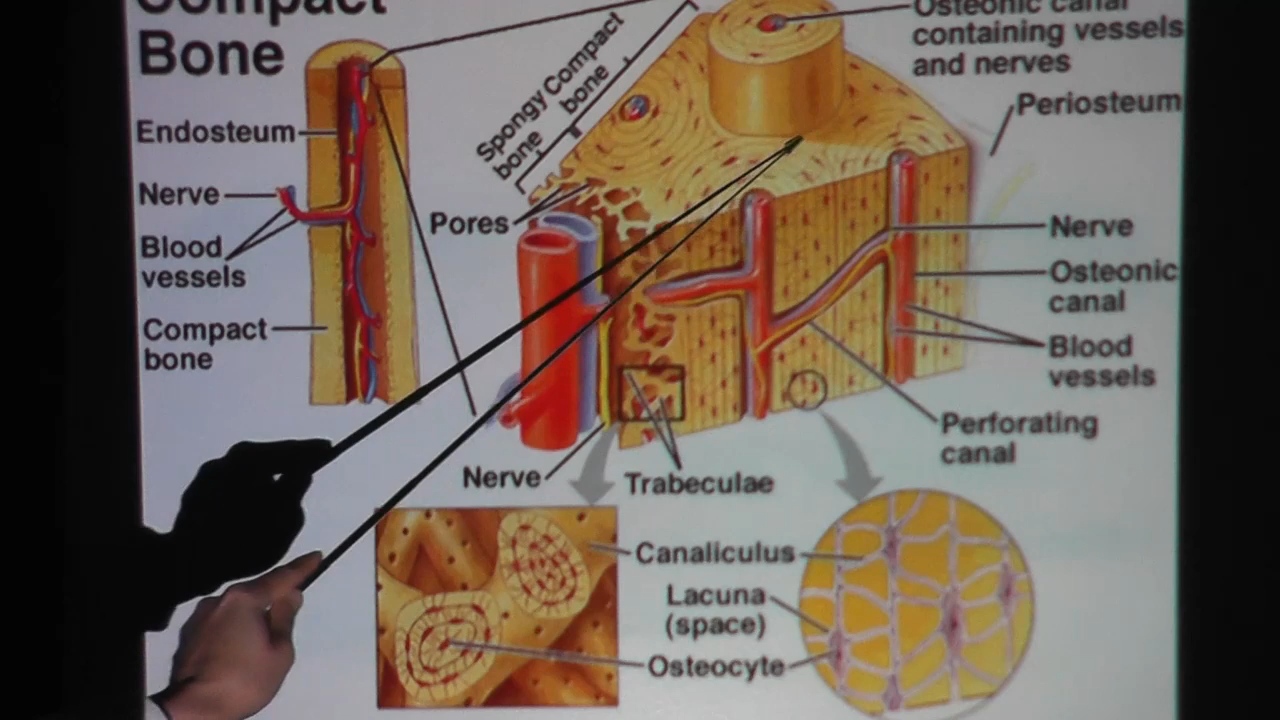 Compact
Bone
Endosteum
Nerve
Blood
vessels
Compact
bone
Spongy Compact
bone bone
Pores
Osteonic canal
containing vessels
and nerves
Periosteum
Nerve
Osteonic
canal
Blood
vessels
Perforating
canal
Nerve
Trabeculae
Canaliculus
Lacuna
(space)
Osteocyte